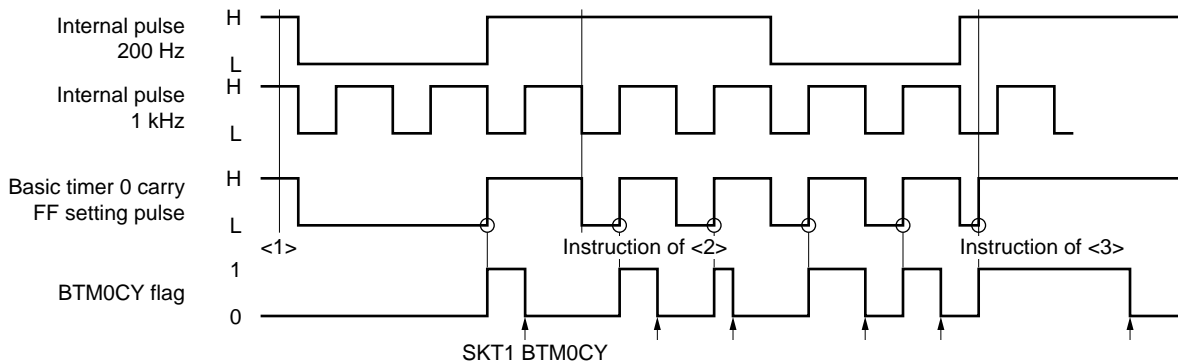 Internal pulse
200 Hz
H
L
Internal pulse
1 kHz
H
L
Basic timer 0 carry
FF setting pulse
H
L
<1>
Instruction of <2>
Instruction of <3>
BTM0CY flag
1
0
SKT1 BTM0CY